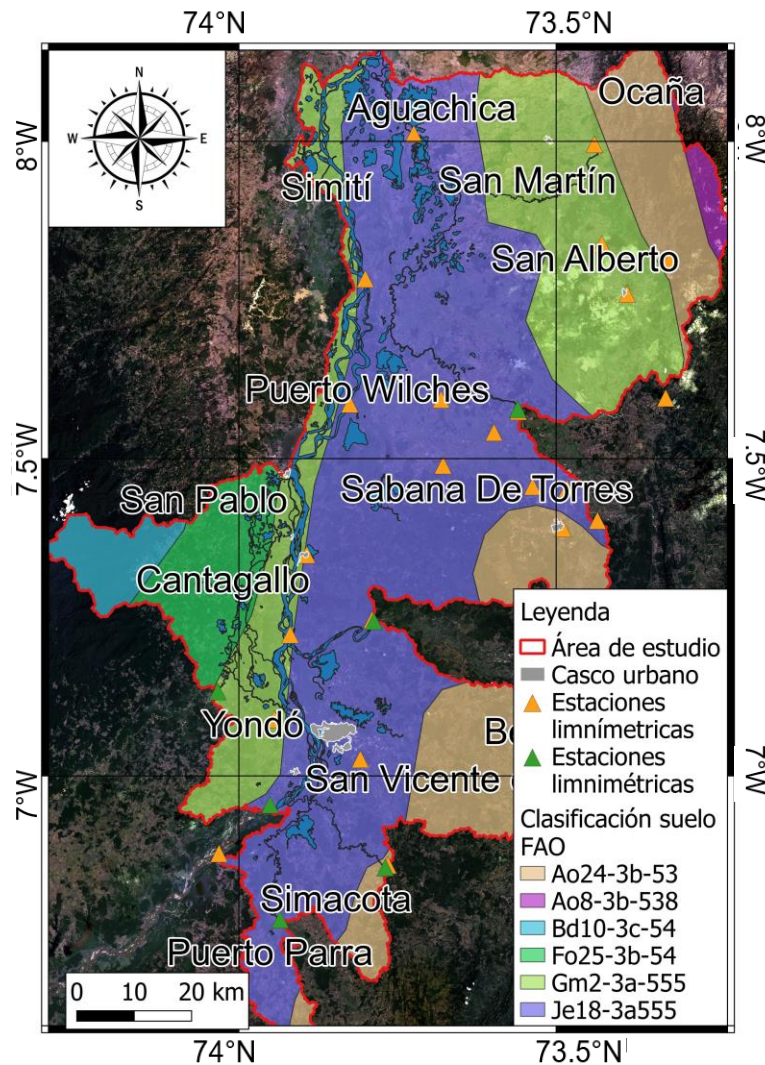 74°N
73.5°N
N
W
E
S
8°W
8°W
Ocaña
Aguachica
San Martín
Simití
San Alberto
Puerto Wilches
7.5°W
7.5°W
San Pablo
Sabana De Torres
Cantagallo
Yondó
Be
San Vicente
7°W
7°W
Simacota
Puerto Parra
Leyenda
Área de estudio
Casco urbano
Estaciones
limnímetricas
Estaciones
limnimétricas
Clasificación suelo
FAO
Ao24-3b-53
Ao8-3b-538
Bd10-3c-54
Fo25-3b-54
Gm2-3a-555
Je18-3a555
0 10 20 km
74°N
73.5°N